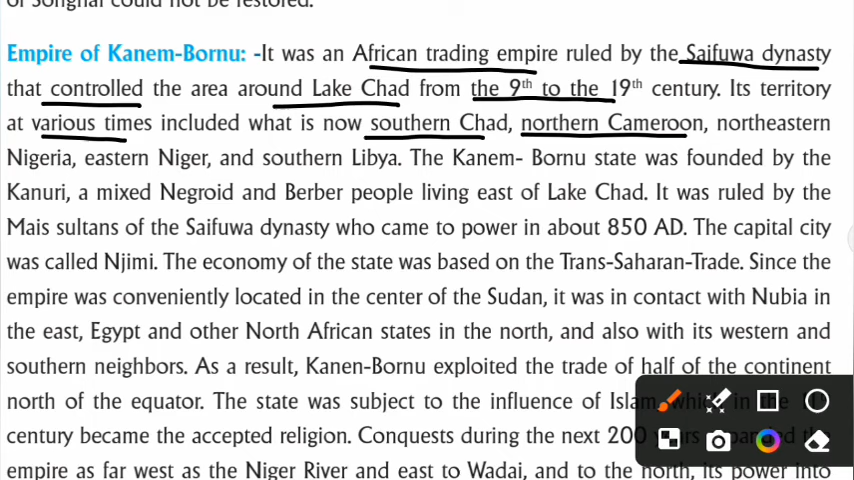 of Songhai could not be restored.
Empire of Kanem-Bornu: -It was an African trading empire ruled by the Saifuwa dynasty
that controlled the area around Lake Chad from the 9th to the 19th century. Its territory
at various times included what is now southern Chad, northern Cameroon, northeastern
Nigeria, eastern Niger, and southern Libya. The Kanem- Bornu state was founded by the
Kanuri, a mixed Negroid and Berber people living east of Lake Chad. It was ruled by the
Mais sultans of the Saifuwa dynasty who came to power in about 850 AD. The capital city
was called Njimi. The economy of the state was based on the Trans-Saharan-Trade. Since the
empire was conveniently located in the center of the Sudan, it was in contact with Nubia in
the east, Egypt and other North African states in the north, and also with its western and
southern neighbors. As a result, Kanen-Bornu exploited the trade of half of the continent
north of the equator. The state was subject to the influence of Islam, which in the
century became the accepted religion. Conquests during the next 200 years expanded the
empire as far west as the Niger River and east to Wadai, and to the north, its power into